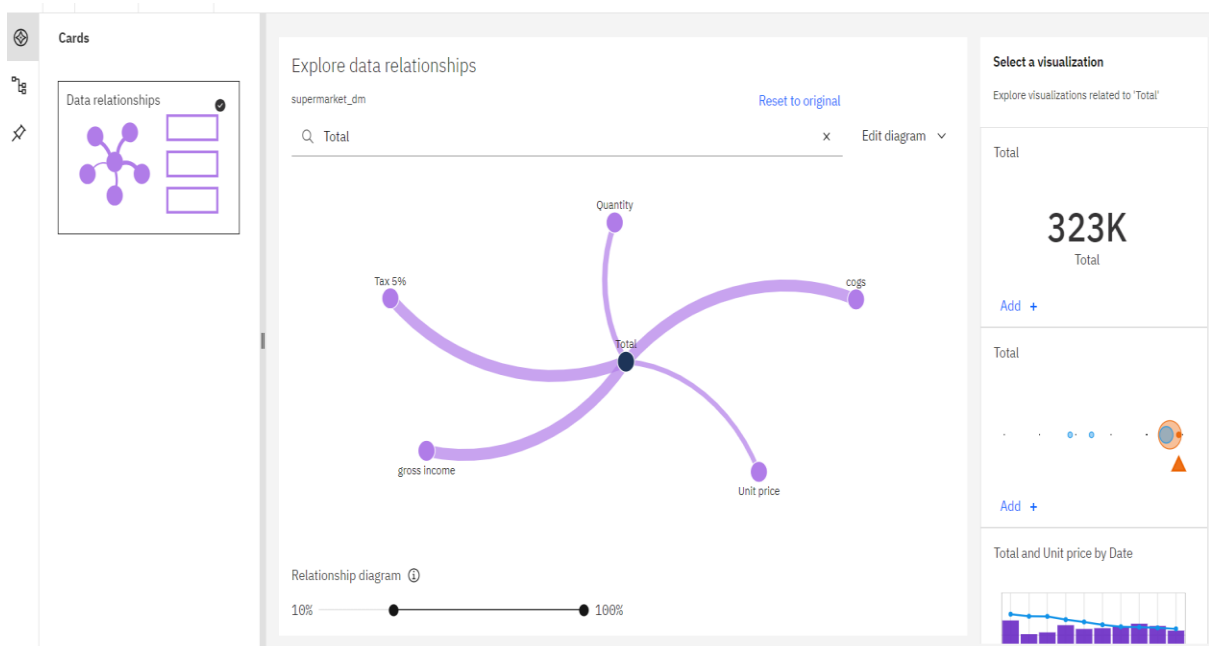 Cards
Data relationships
Explore data relationships
supermarket_dm
Reset to original
Total
x
Edit diagram
Quantity
Tax 5%
cogs
Total
gross income
Unit price
Relationship diagram
10%
100%
Select a visualization
Explore visualizations related to 'Total'
Total
323K
Total
Add +
Total
Add +
Total and Unit price by Date